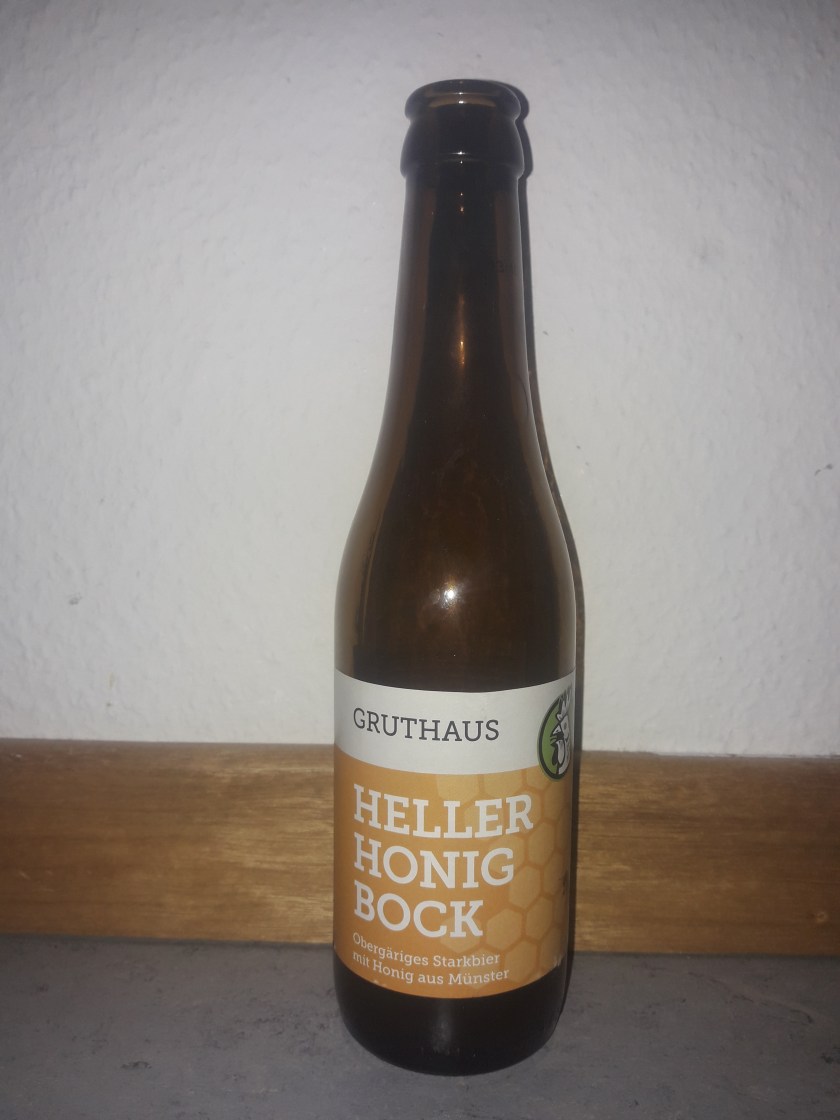 GRUTHAUS
HELLER
HONIG
BOCK
Obergäriges Starkbier
mit Honig aus Münster